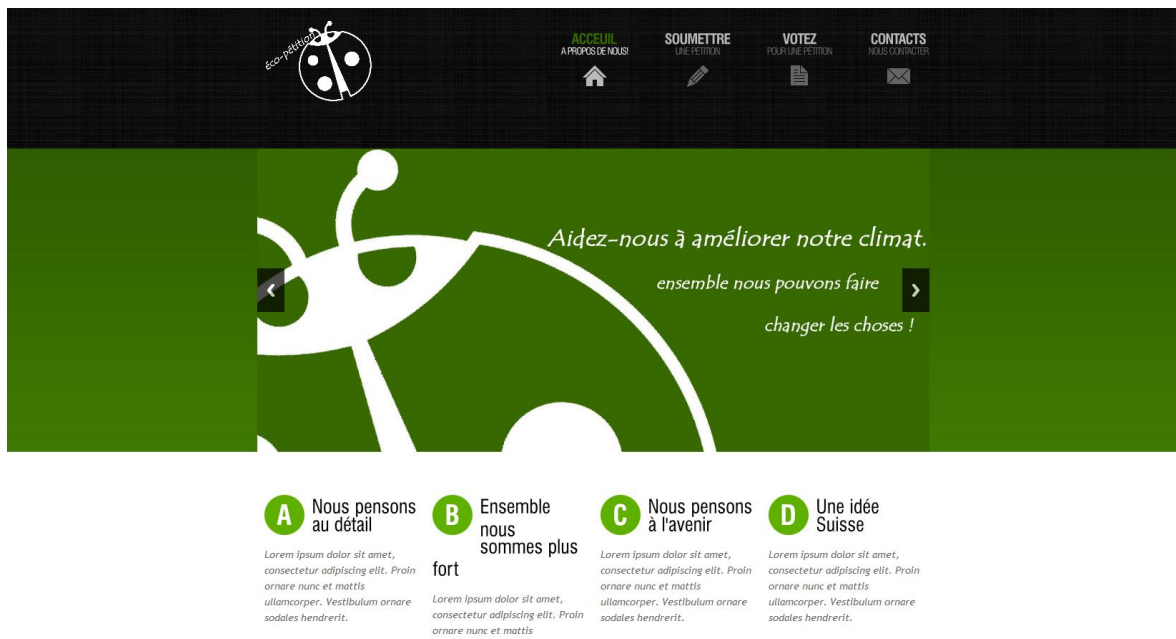 éco-pétition
ACCEUIL
A PROPOS DE NOUS!
SOUMETTRE
UNE PÉTITION
VOTEZ
POUR UNE PÉTITION
CONTACTS
NOUS CONTACTER
Aidez-nous à améliorer notre climat.
ensemble nous pouvons faire
changer les choses !
A
Nous pensons
au détail
Lorem ipsum dolor sit amet,
consectetur adipiscing elit. Proin
ornare nunc et mattis
ullamcorper. Vestibulum ornare
sodales hendrerit.
B
Ensemble
nous
sommes plus
fort
Lorem ipsum dolor sit amet,
consectetur adipiscing elit. Proin
ornare nunc et mattis
C
Nous pensons
à l'avenir
Lorem ipsum dolor sit amet,
consectetur adipiscing elit. Proin
ornare nunc et mattis
ullamcorper. Vestibulum ornare
sodales hendrerit.
D
Une idée
Suisse
Lorem ipsum dolor sit amet,
consectetur adipiscing elit. Proin
ornare nunc et mattis
ullamcorper. Vestibulum ornare
sodales hendrerit.